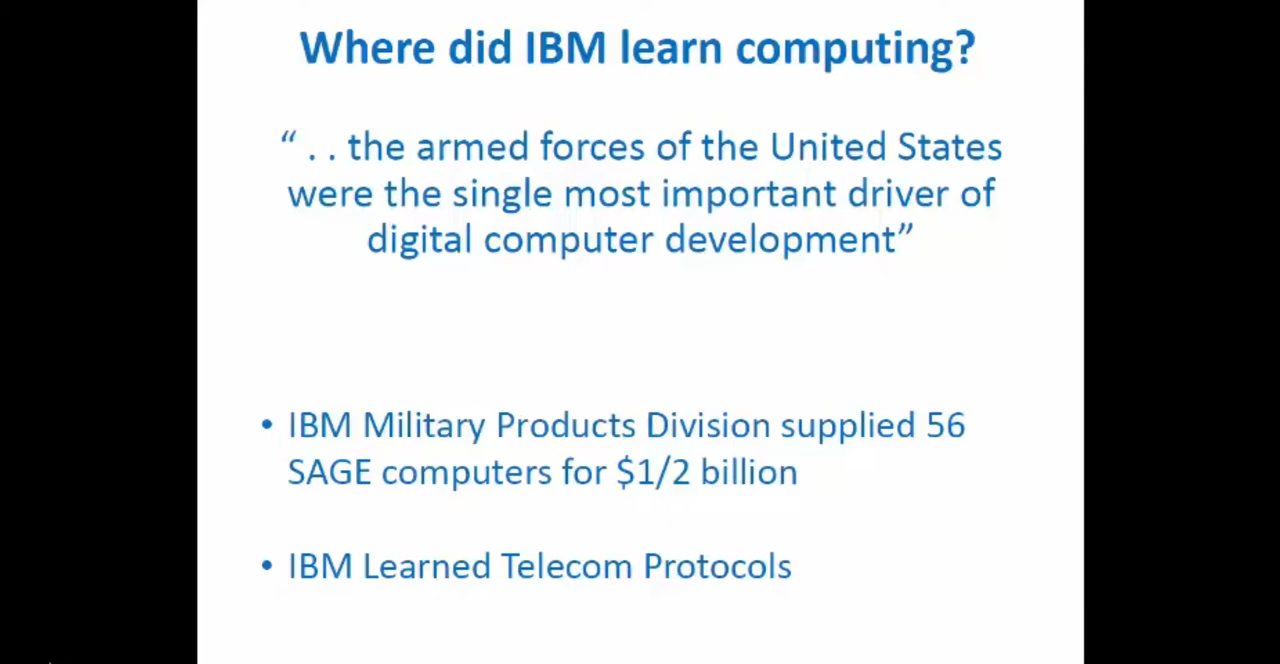 Where did IBM learn computing?
“ . . the armed forces of the United States
were the single most important driver of
digital computer development”
• IBM Military Products Division supplied 56
SAGE computers for $1/2 billion
• IBM Learned Telecom Protocols